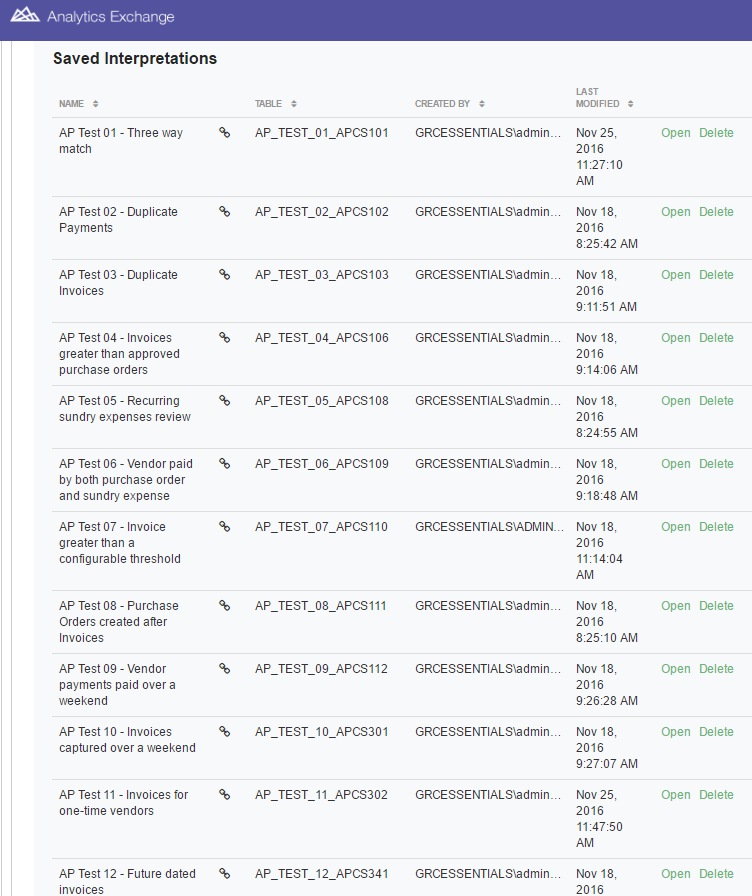 Analytics Exchange
Saved Interpretations
NAME TABLE CREATED BY LAST
MODIFIED
AP Test 01 - Three way
match AP_TEST_01_APCS101 GRCESSENTIALS\admin... Nov 25,
2016
11:27:10
AM Open Delete
AP Test 02 - Duplicate
Payments AP_TEST_02_APCS102 GRCESSENTIALS\admin... Nov 18,
2016
8:25:42 AM Open Delete
AP Test 03 - Duplicate
Invoices AP_TEST_03_APCS103 GRCESSENTIALS\admin... Nov 18,
2016
9:11:51 AM Open Delete
AP Test 04 - Invoices
greater than approved
purchase orders AP_TEST_04_APCS106 GRCESSENTIALS\admin... Nov 18,
2016
9:14:06 AM Open Delete
AP Test 05 - Recurring
sundry expenses review AP_TEST_05_APCS108 GRCESSENTIALS\admin... Nov 18,
2016
8:24:55 AM Open Delete
AP Test 06 - Vendor paid
by both purchase order
and sundry expense AP_TEST_06_APCS109 GRCESSENTIALS\admin... Nov 18,
2016
9:18:48 AM Open Delete
AP Test 07 - Invoice
greater than a
configurable threshold AP_TEST_07_APCS110 GRCESSENTIALS\ADMIN... Nov 18,
2016
11:14:04
AM Open Delete
AP Test 08 - Purchase
Orders created after
Invoices AP_TEST_08_APCS111 GRCESSENTIALS\admin... Nov 18,
2016
8:25:10 AM Open Delete
AP Test 09 - Vendor
payments paid over a
weekend AP_TEST_09_APCS112 GRCESSENTIALS\admin... Nov 18,
2016
9:26:28 AM Open Delete
AP Test 10 - Invoices
captured over a weekend AP_TEST_10_APCS301 GRCESSENTIALS\admin... Nov 18,
2016
9:27:07 AM Open Delete
AP Test 11 - Invoices for
one-time vendors AP_TEST_11_APCS302 GRCESSENTIALS\admin... Nov 25,
2016
11:47:50
AM Open Delete
AP Test 12 - Future dated
invoices AP_TEST_12_APCS341 GRCESSENTIALS\admin... Nov 18,
2016 Open Delete